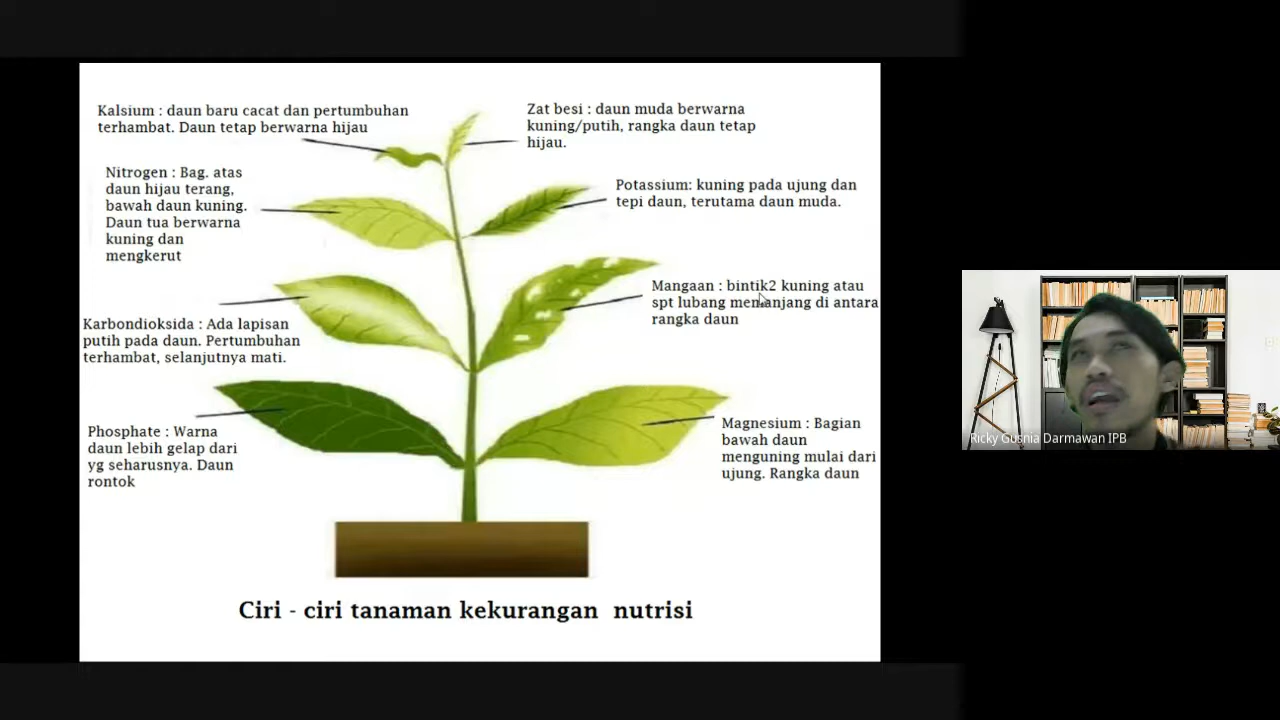 Kalsium : daun baru cacat dan pertumbuhan
terhambat. Daun tetap berwarna hijau
Zat besi : daun muda berwarna
kuning/putih, rangka daun tetap
hijau.
Nitrogen : Bag. atas
daun hijau terang,
bawah daun kuning.
Daun tua berwarna
kuning dan
mengkerut
Potassium: kuning pada ujung dan
tepi daun, terutama daun muda.
Mangaan : bintik2 kuning atau
spt lubang memanjang di antara
rangka daun
Karbondioksida : Ada lapisan
putih pada daun. Pertumbuhan
terhambat, selanjutnya mati.
Phosphate : Warna
daun lebih gelap dari
yg seharusnya. Daun
rontok
Magnesium : Bagian
bawah daun
menguning mulai dari
ujung. Rangka daun
Ciri - ciri tanaman kekurangan nutrisi
Ricky Gusnia Darmawan IPB